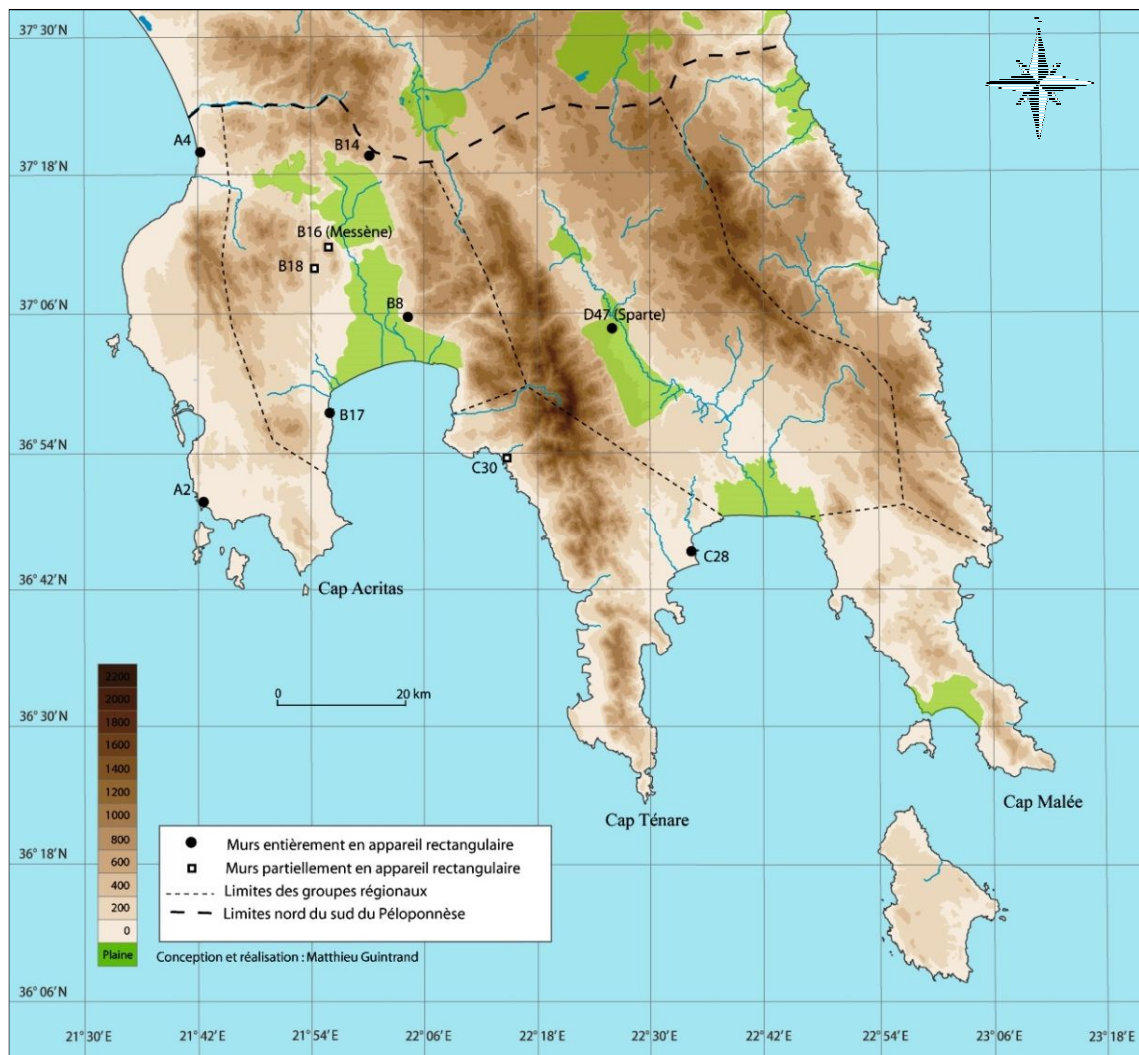 37° 30' N
A4
B14
37° 18' N
B16 (Messène)
B18
37° 06' N
B8
D47 (Sparte)
B17
36° 54' N
C30
A2
C28
36° 42' N
Cap Acritas
2200
2000
1800
1600
1400
1200
1000
800
600
400
200
0
Plaine
0 20 km
36° 30' N
Cap Ténare
Cap Malée
36° 18' N
Murs entièrement en appareil rectangulaire
Murs partiellement en appareil rectangulaire
Limites des groupes régionaux
Limites nord du sud du Péloponnèse
Conception et réalisation : Matthieu Guintrand
36° 06' N
21° 30' E 21° 42' E 21° 54' E 22° 06' E 22° 18' E 22° 30' E 22° 42' E 22° 54' E 23° 06' E 23° 18' E